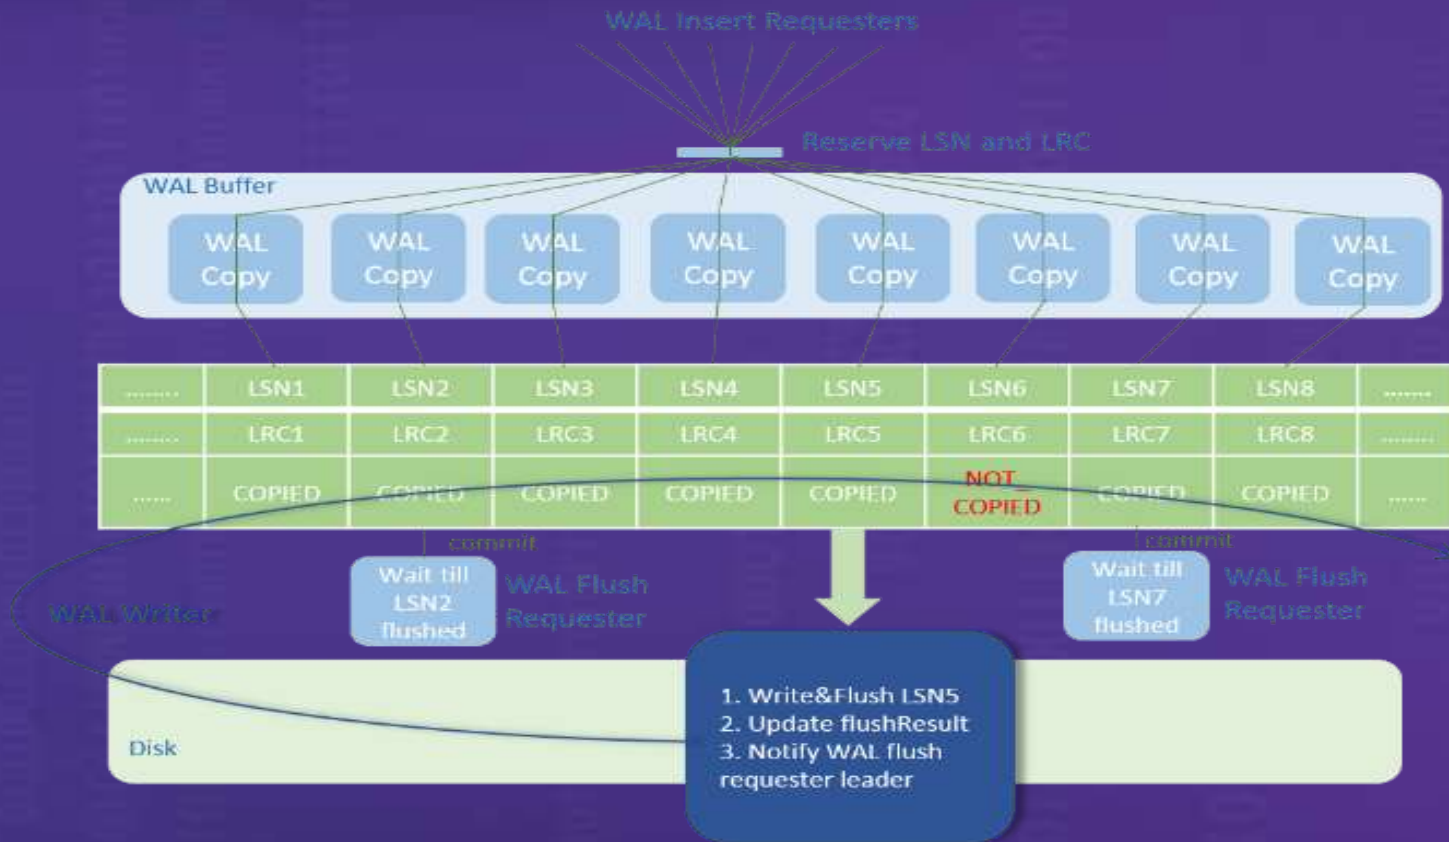 WAL Insert Requesters
Reserve LSN and LRC
WAL Buffer
WAL Copy
WAL Copy
WAL Copy
WAL Copy
WAL Copy
WAL Copy
WAL Copy
WAL Copy
........ LSN1 LSN2 LSN3 LSN4 LSN5 LSN6 LSN7 LSN8 .......
........ LRC1 LRC2 LRC3 LRC4 LRC5 LRC6 LRC7 LRC8 ........
...... COPIED COPIED COPIED COPIED COPIED NOT_COPIED COPIED COPIED ......
commit
commit
Wait till
LSN2
flushed
WAL Flush
Requester
Wait till
LSN7
flushed
WAL Flush
Requester
WAL Writer
Disk
1. Write&Flush LSN5
2. Update flushResult
3. Notify WAL flush
requester leader